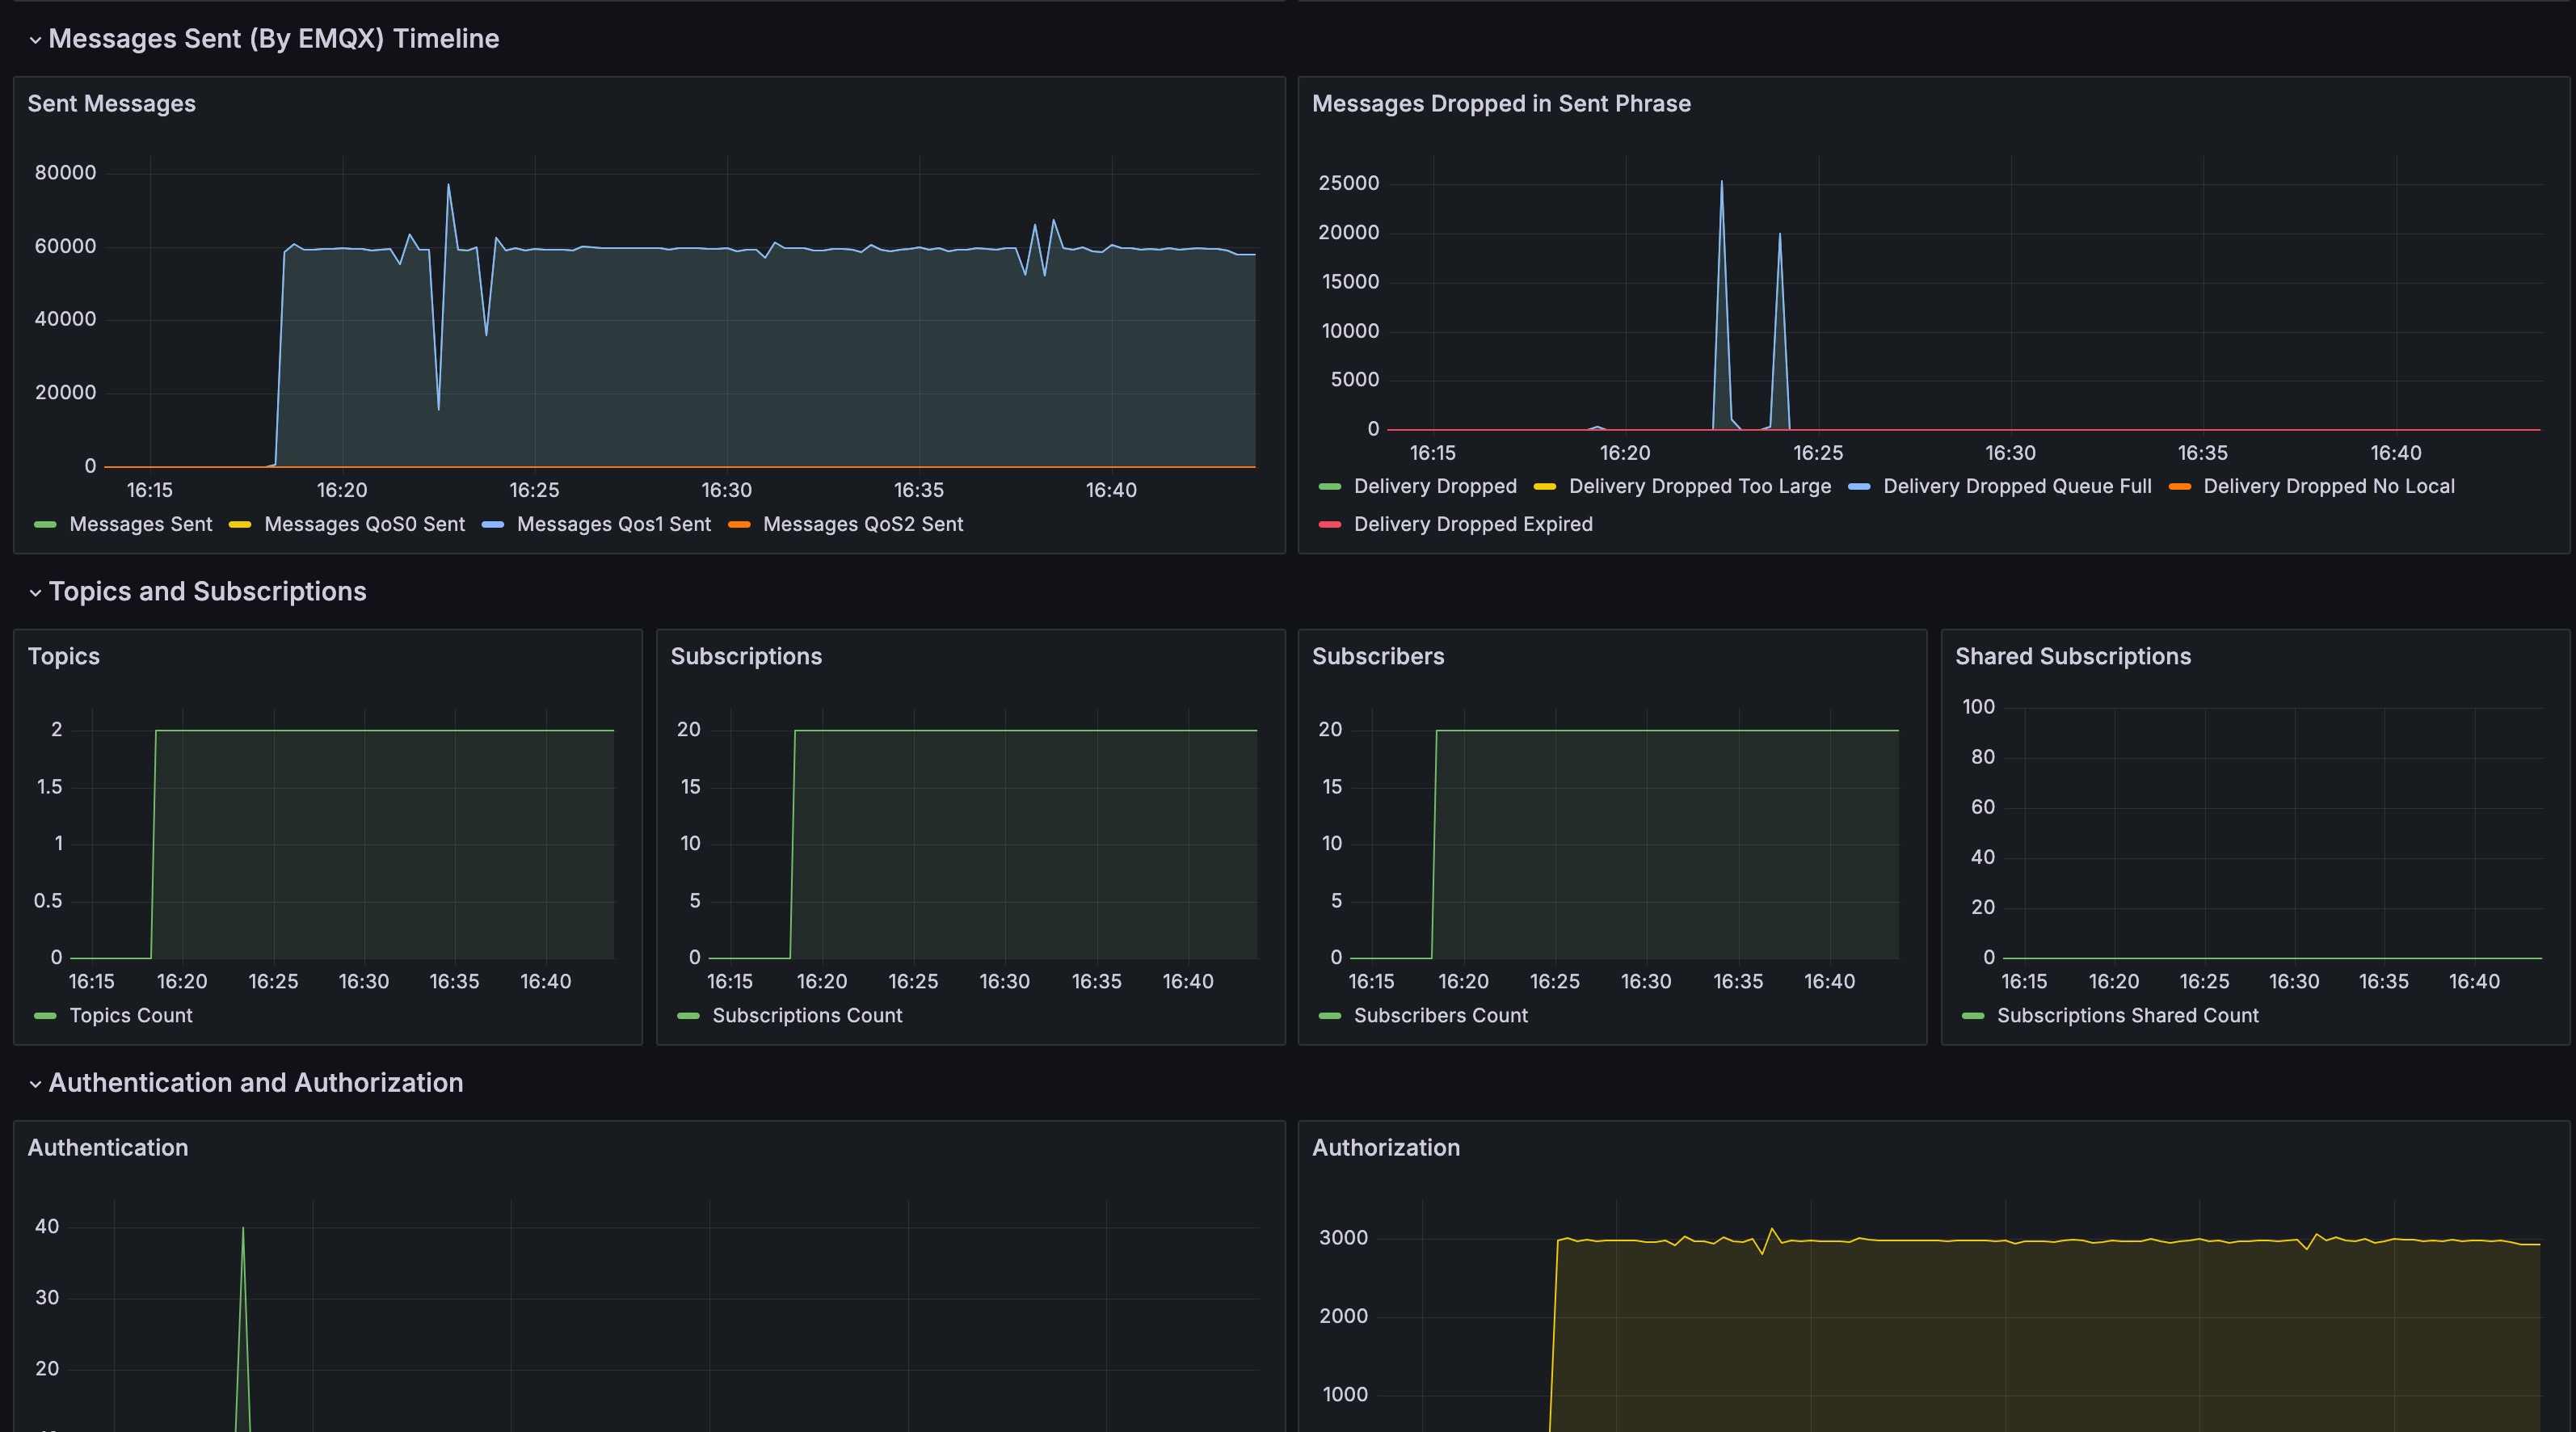 Messages Sent (By EMQX) Timeline
Sent Messages
80000
60000
40000
20000
0
16:15 16:20 16:25 16:30 16:35 16:40
Messages Sent Messages QoS0 Sent Messages Qos1 Sent Messages QoS2 Sent
Messages Dropped in Sent Phrase
25000
20000
15000
10000
5000
0
16:15 16:20 16:25 16:30 16:35 16:40
Delivery Dropped Delivery Dropped Too Large Delivery Dropped Queue Full Delivery Dropped No Local
Delivery Dropped Expired
Topics and Subscriptions
Topics
2
1.5
1
0.5
0
16:15 16:20 16:25 16:30 16:35 16:40
Topics Count
Subscriptions
20
15
10
5
0
16:15 16:20 16:25 16:30 16:35 16:40
Subscriptions Count
Subscribers
20
15
10
5
0
16:15 16:20 16:25 16:30 16:35 16:40
Subscribers Count
Shared Subscriptions
100
80
60
40
20
0
16:15 16:20 16:25 16:30 16:35 16:40
Subscriptions Shared Count
Authentication and Authorization
Authentication
40
30
20
Authorization
3000
2000
1000